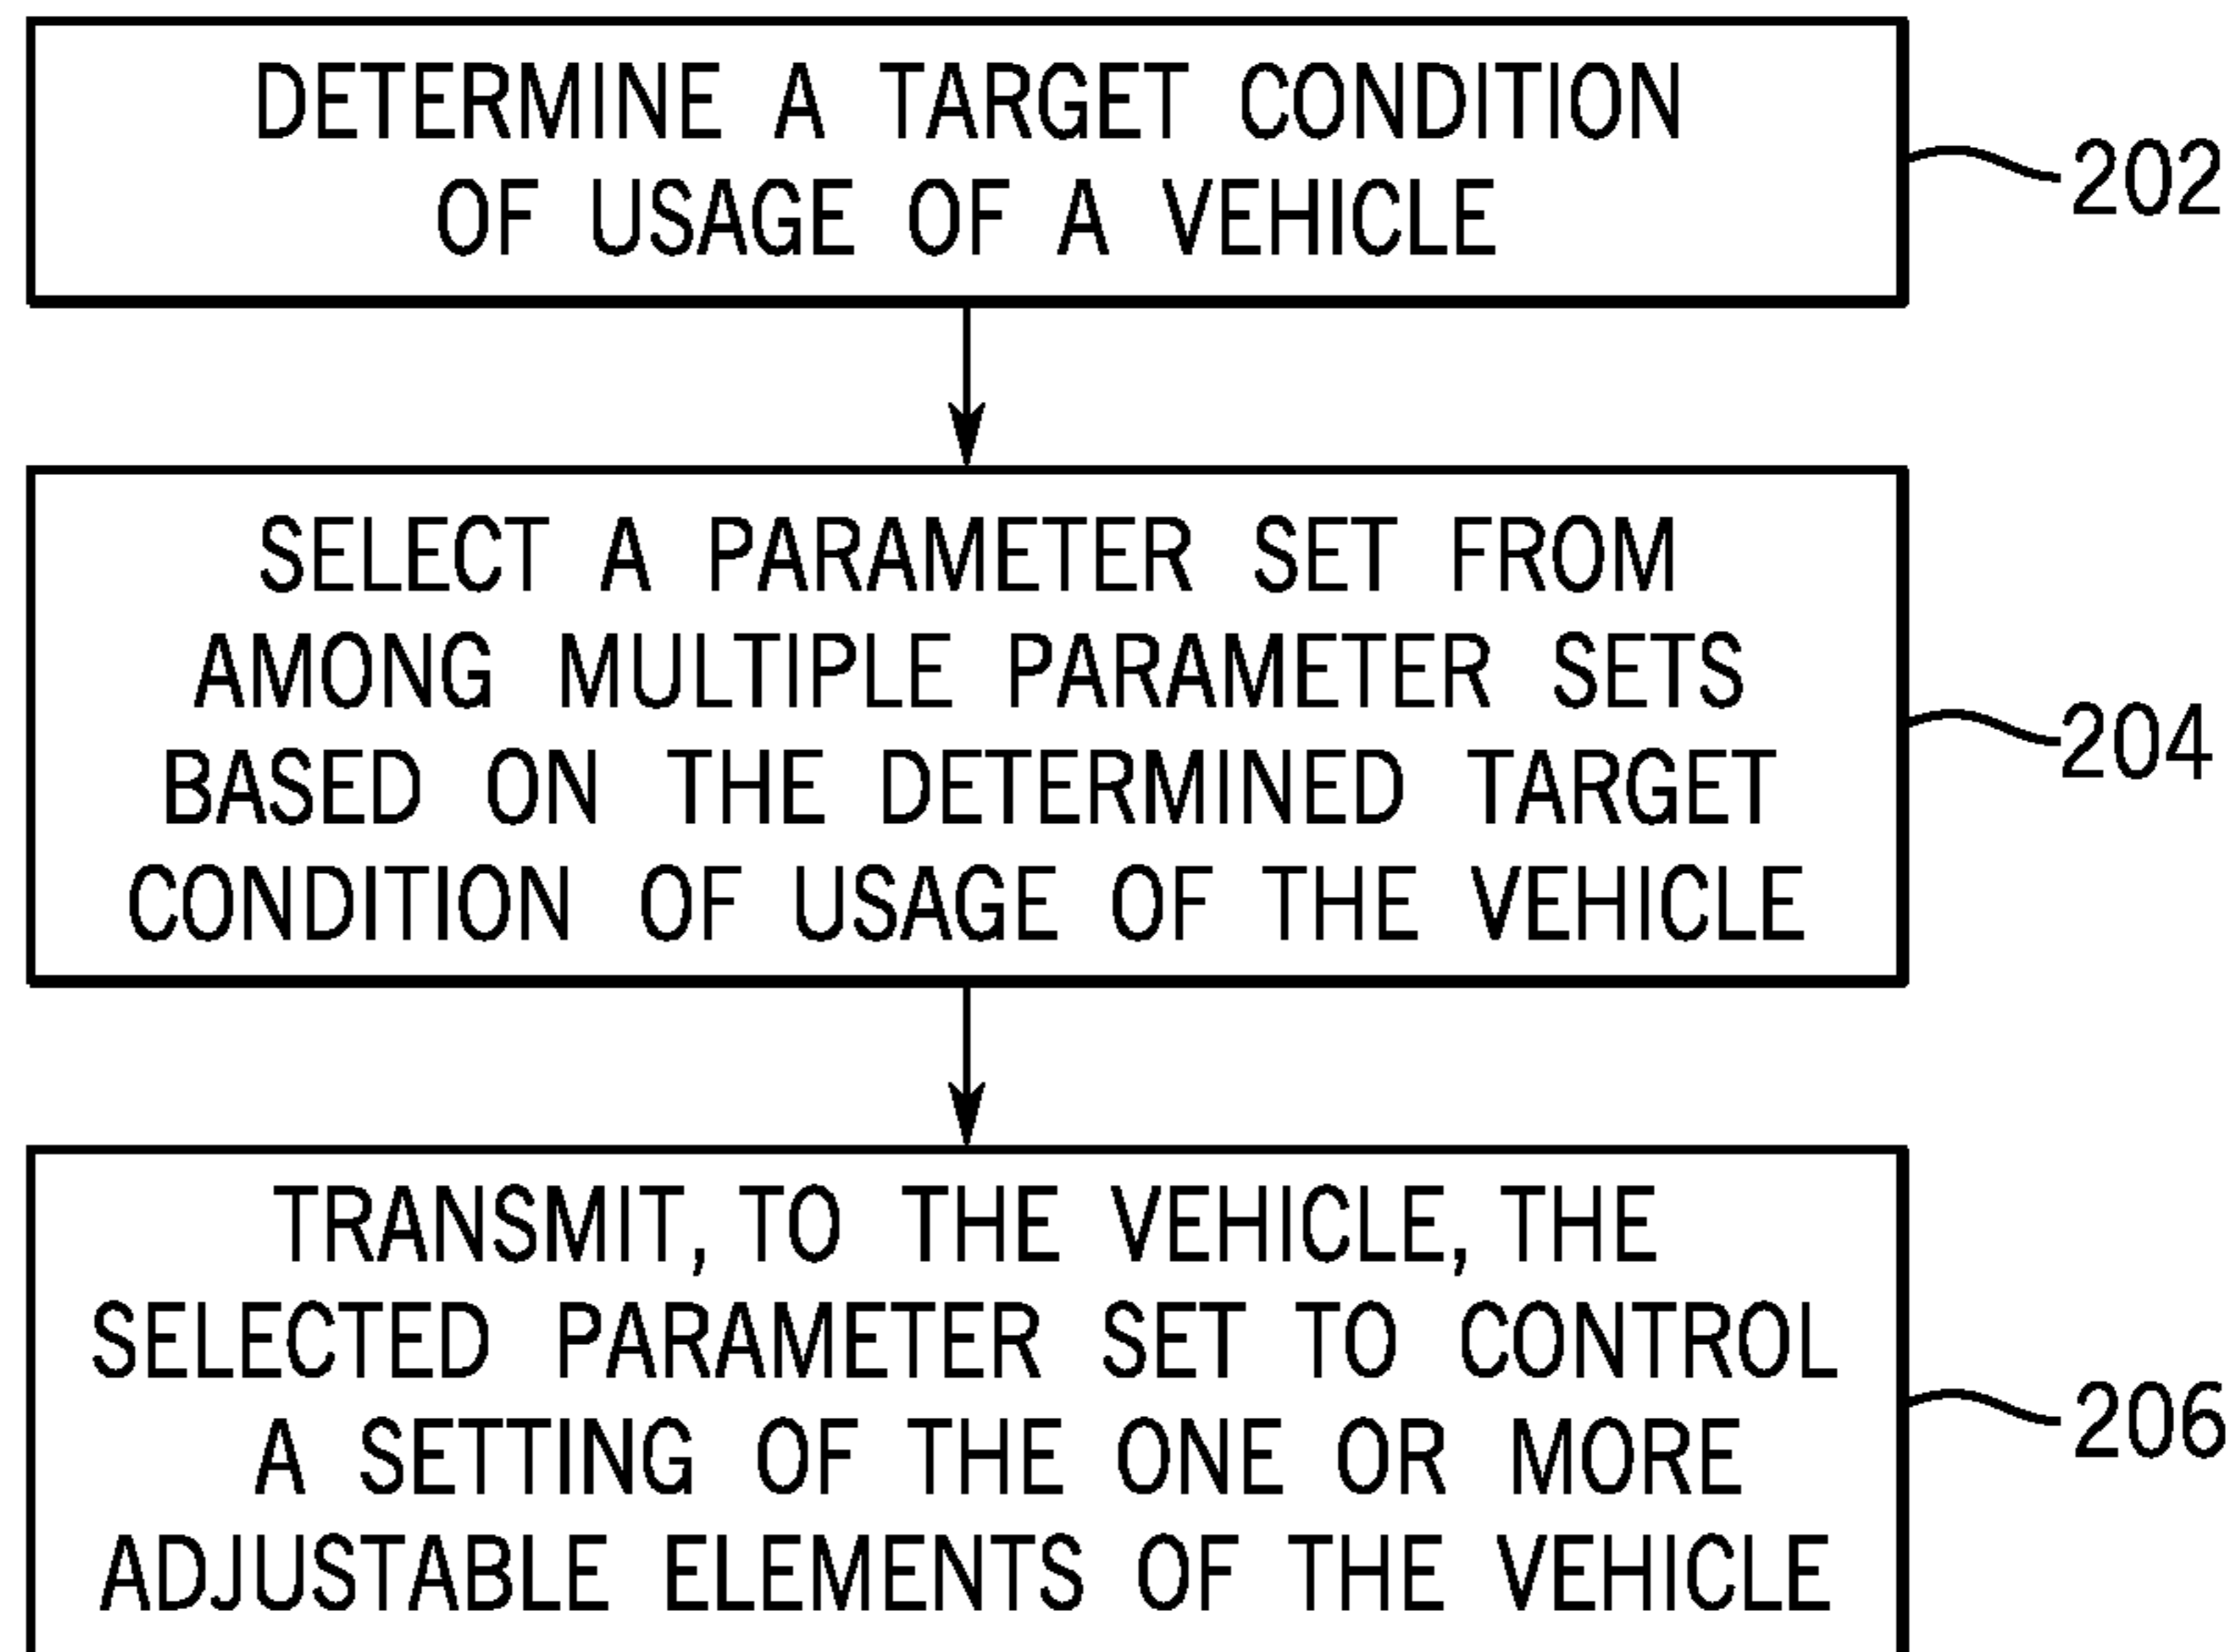 DETERMINE A TARGET CONDITION
OF USAGE OF A VEHICLE
202
SELECT A PARAMETER SET FROM
AMONG MULTIPLE PARAMETER SETS
BASED ON THE DETERMINED TARGET
CONDITION OF USAGE OF THE VEHICLE
204
TRANSMIT, TO THE VEHICLE, THE
SELECTED PARAMETER SET TO CONTROL
A SETTING OF THE ONE OR MORE
ADJUSTABLE ELEMENTS OF THE VEHICLE
206